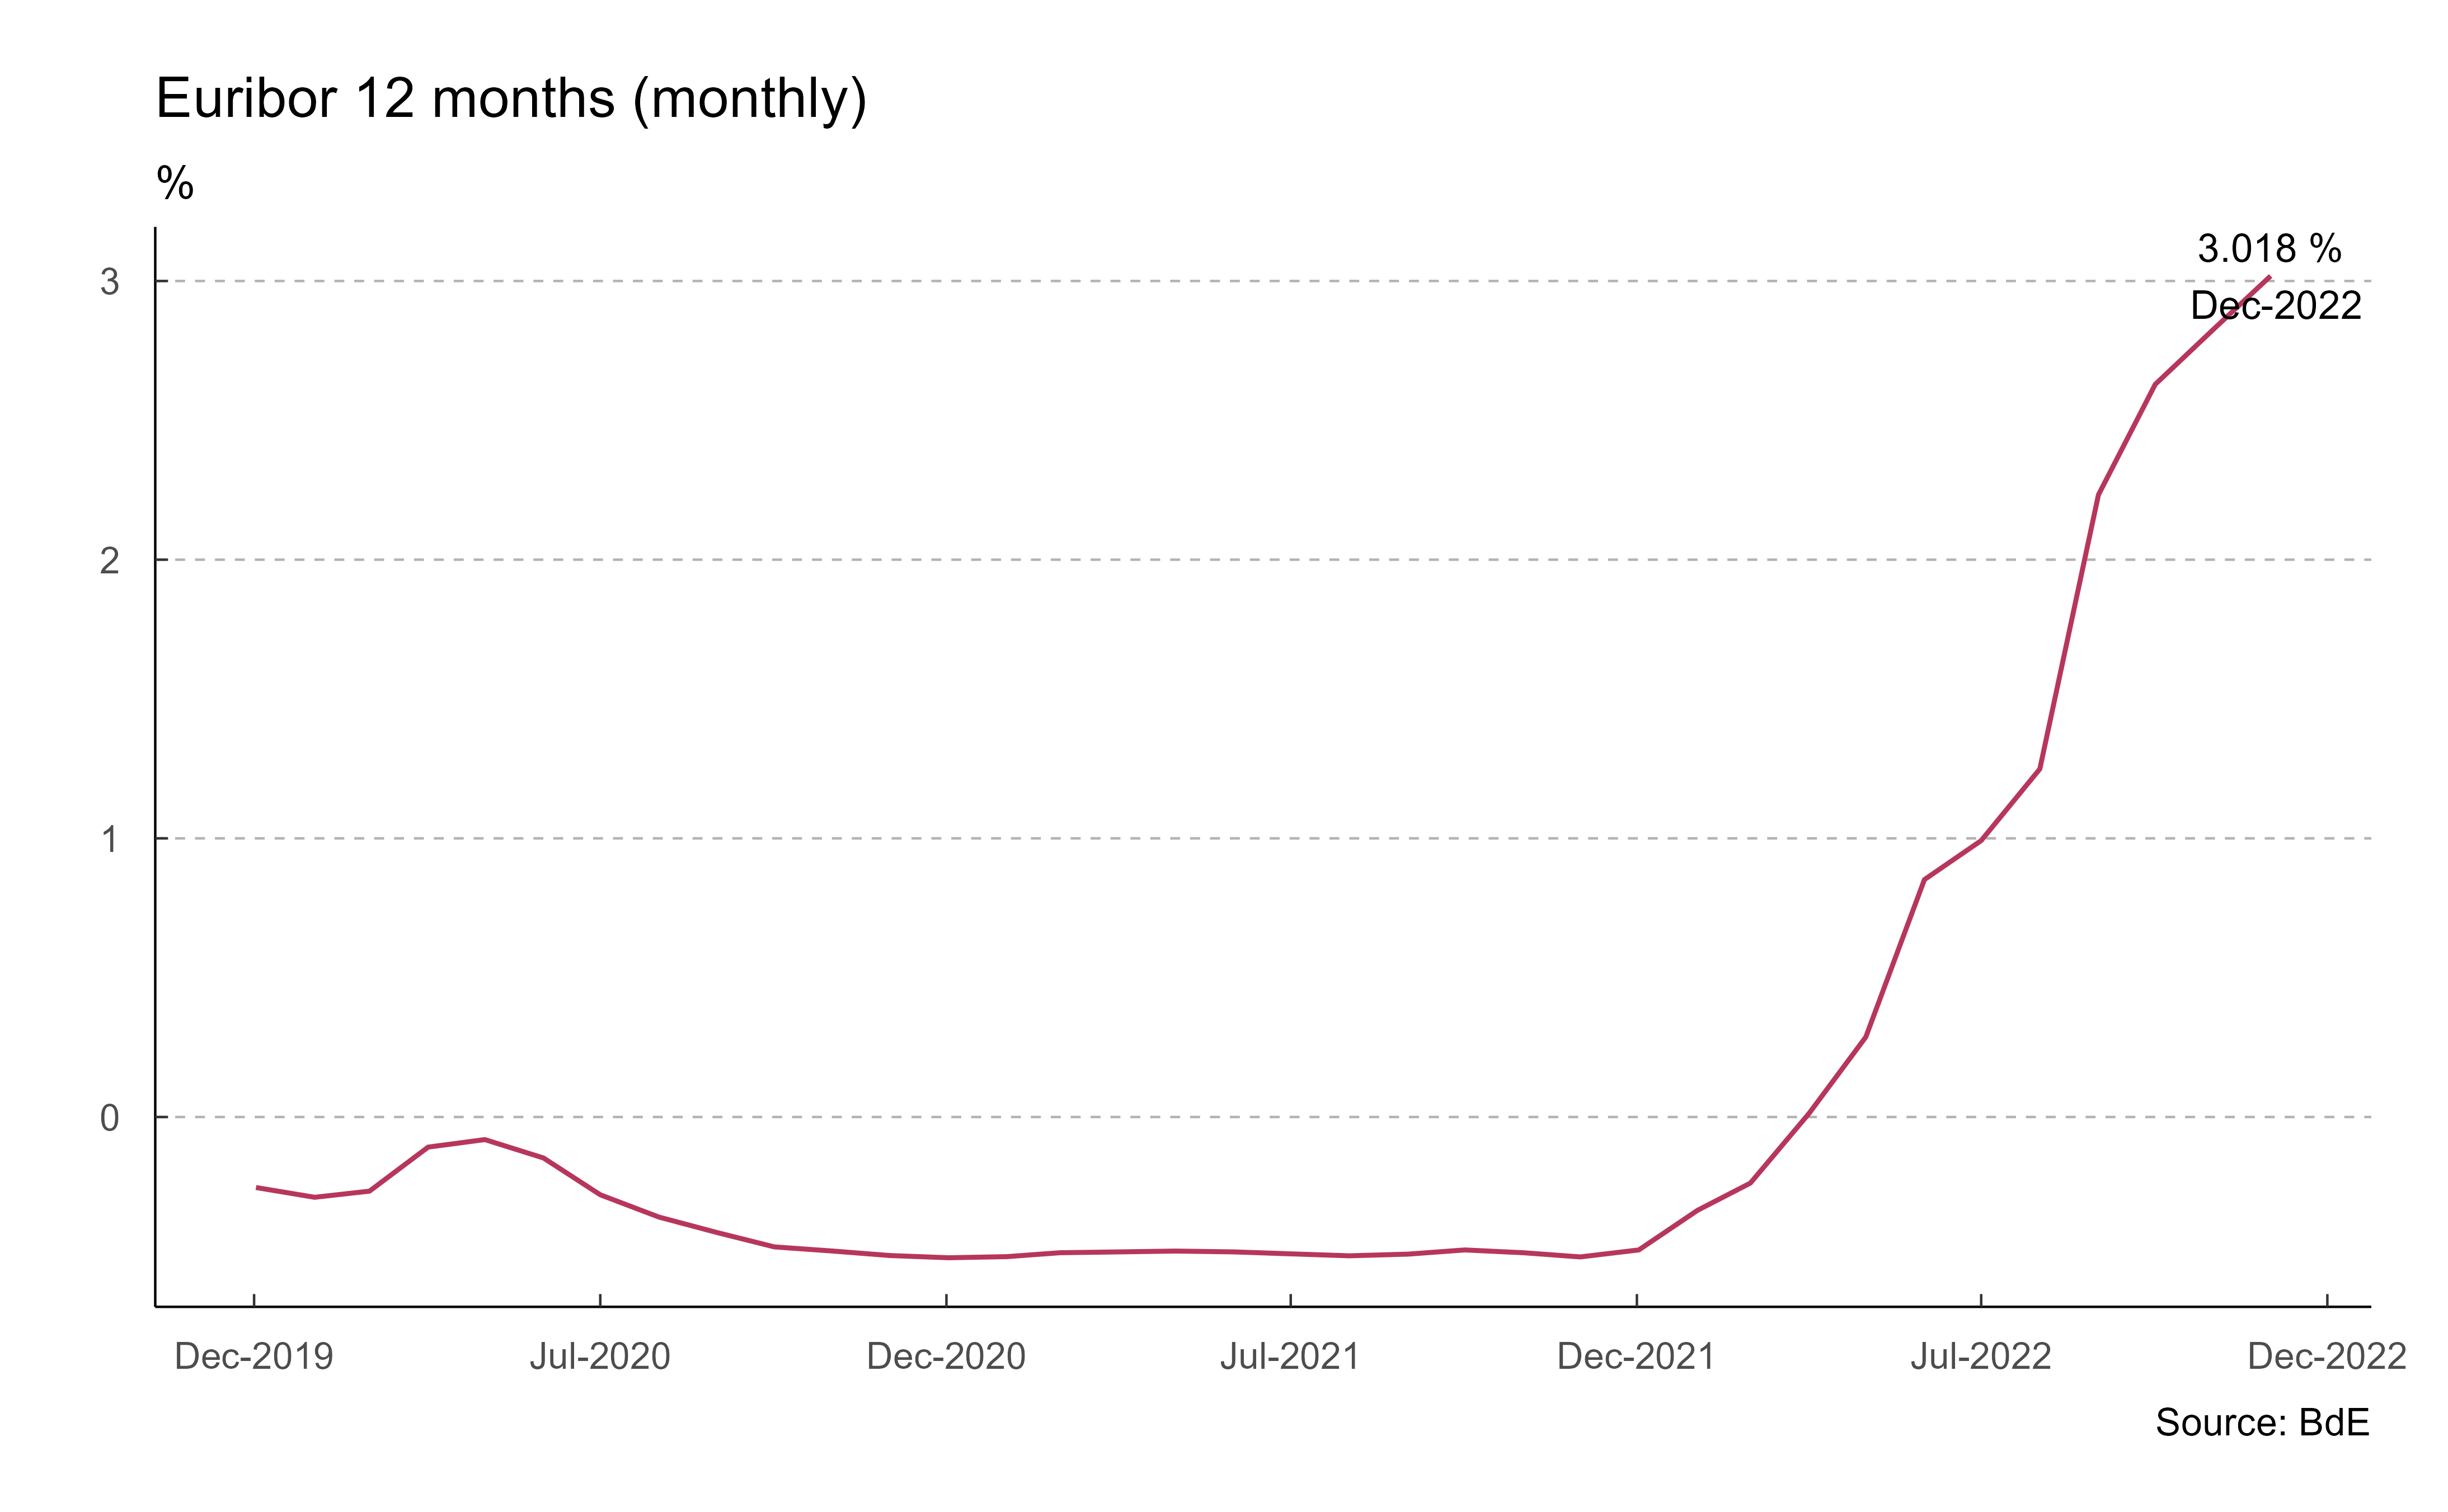 Euribor 12 months (monthly)
%
3.018 %
Dec-2022
3
2
1
0
Dec-2019 Jul-2020 Dec-2020 Jul-2021 Dec-2021 Jul-2022 Dec-2022
Source: BdE